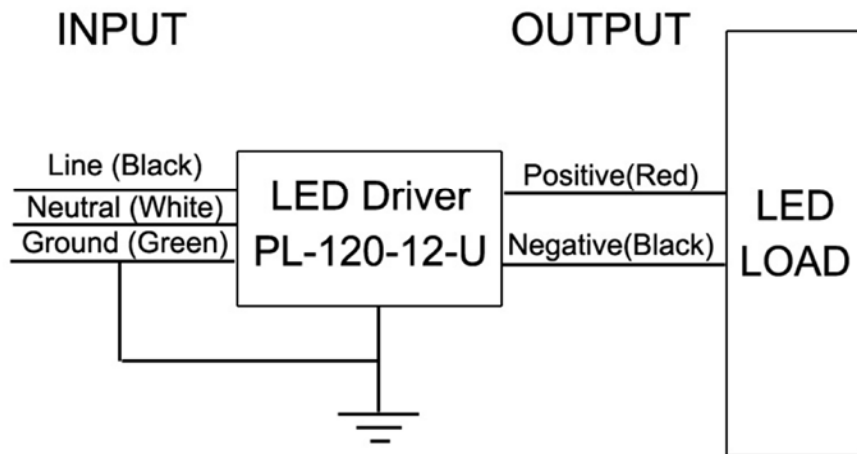 INPUT
OUTPUT
Line (Black)
Neutral (White)
Ground (Green)
LED Driver
PL-120-12-U
Positive(Red)
Negative(Black)
LED
LOAD